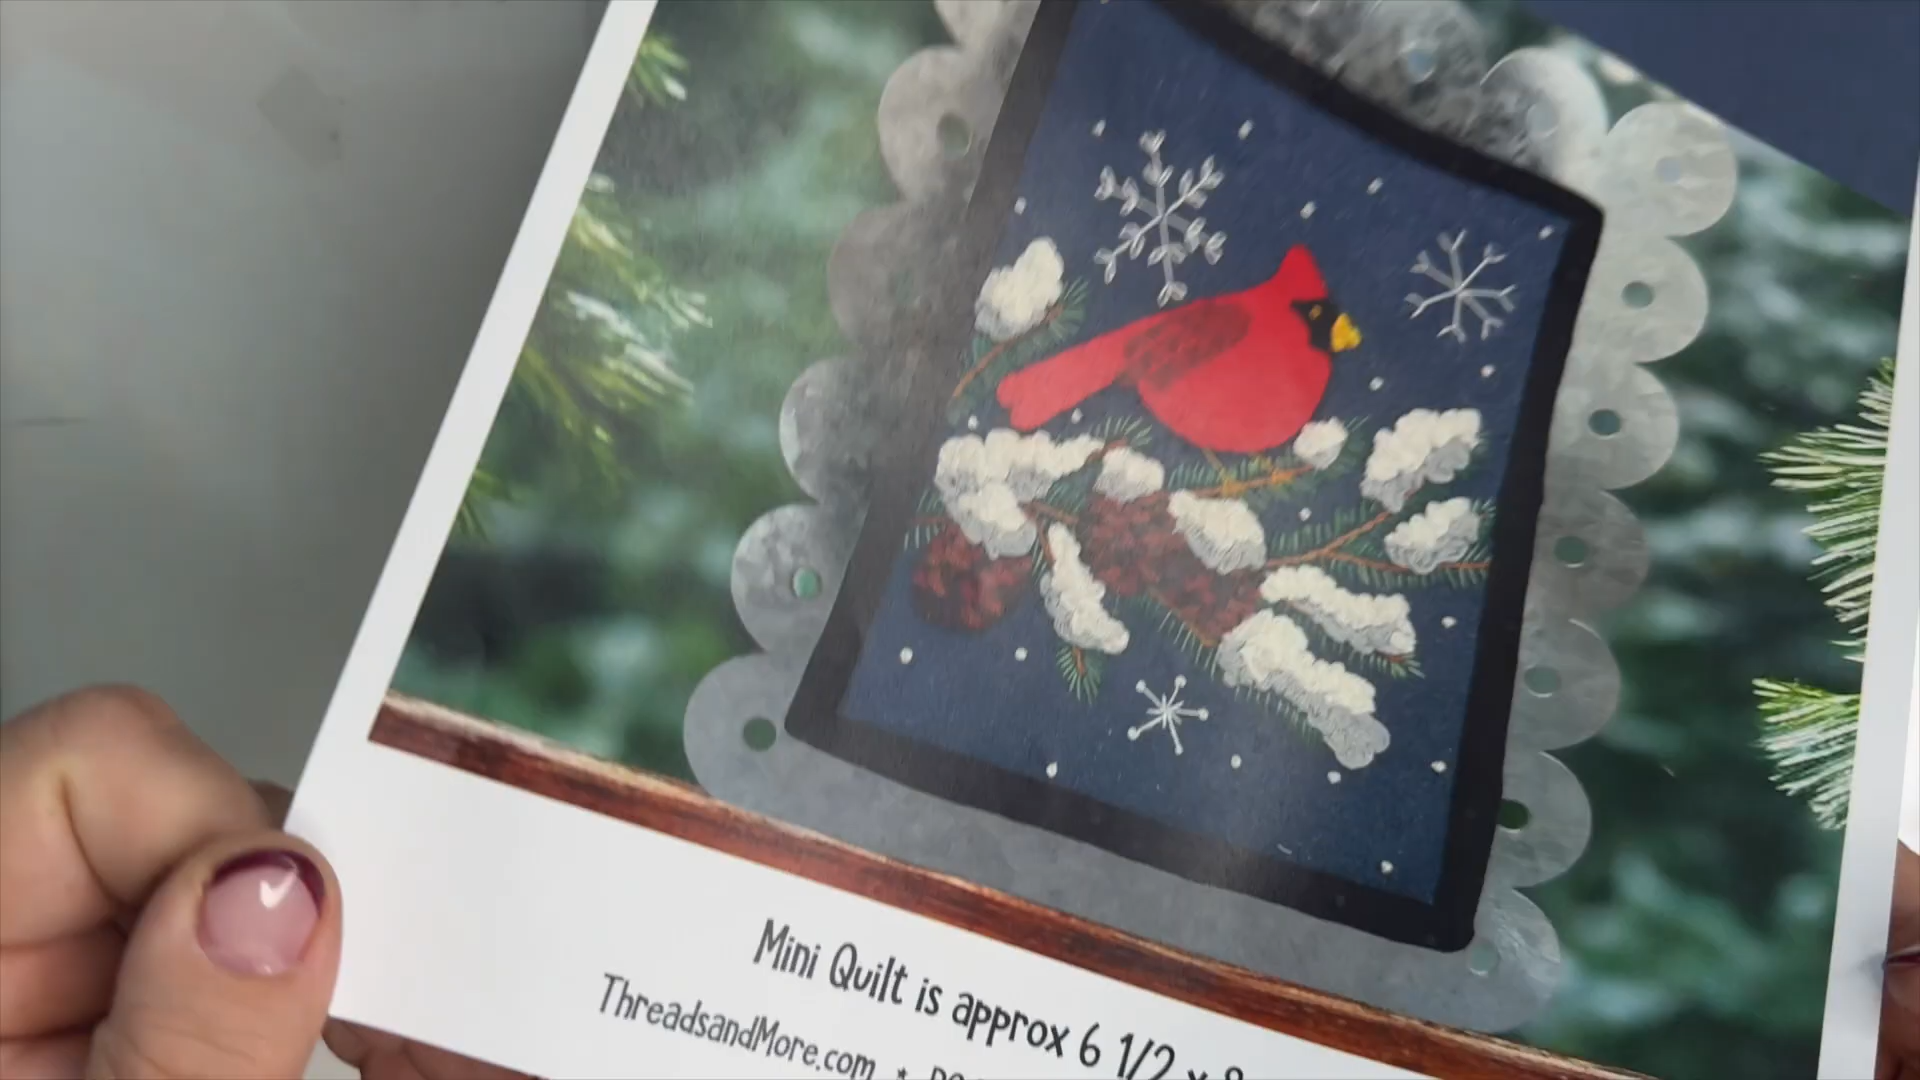 Mini Quilt is approx 6 1/2 x
ThreadsandMore.com *